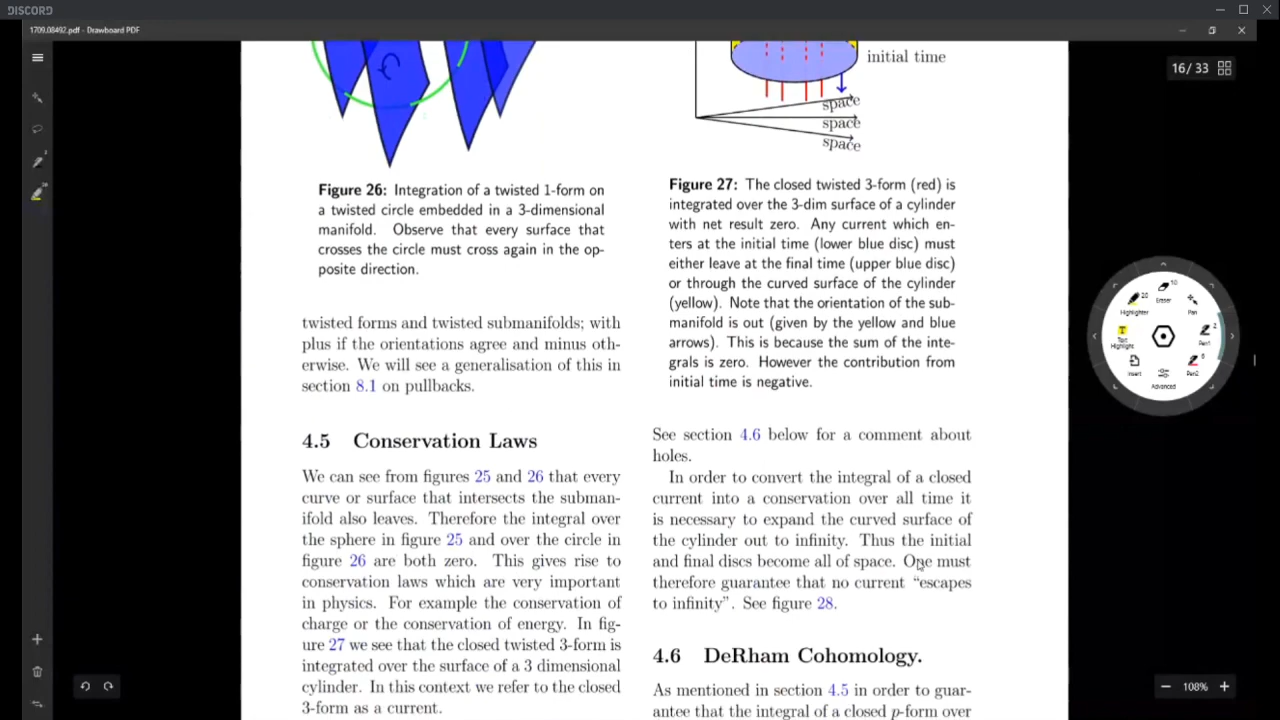 DISCORD
1709.08492.pdf - Drawboard PDF
16/ 33
initial time
space
space
space
Figure 26: Integration of a twisted 1-form on
a twisted circle embedded in a 3-dimensional
manifold. Observe that every surface that
crosses the circle must cross again in the op-
posite direction.
twisted forms and twisted submanifolds; with
plus if the orientations agree and minus oth-
erwise. We will see a generalisation of this in
section 8.1 on pullbacks.
4.5 Conservation Laws
We can see from figures 25 and 26 that every
curve or surface that intersects the subman-
ifold also leaves. Therefore the integral over
the sphere in figure 25 and over the circle in
figure 26 are both zero. This gives rise to
conservation laws which are very important
in physics. For example the conservation of
charge or the conservation of energy. In fig-
ure 27 we see that the closed twisted 3-form is
integrated over the surface of a 3 dimensional
cylinder. In this context we refer to the closed
3-form as a current.
Figure 27: The closed twisted 3-form (red) is
integrated over the 3-dim surface of a cylinder
with net result zero. Any current which en-
ters at the initial time (lower blue disc) must
either leave at the final time (upper blue disc)
or through the curved surface of the cylinder
(yellow). Note that the orientation of the sub-
manifold is out (given by the yellow and blue
arrows). This is because the sum of the inte-
grals is zero. However the contribution from
initial time is negative.
See section 4.6 below for a comment about
holes.
In order to convert the integral of a closed
current into a conservation over all time it
is necessary to expand the curved surface of
the cylinder out to infinity. Thus the initial
and final discs become all of space. One must
therefore guarantee that no current “escapes
to infinity”. See figure 28.
4.6 DeRham Cohomology.
As mentioned in section 4.5 in order to guar-
antee that the integral of a closed p-form over
Highlighter
20
Eraser
10
Pan
Text
Highlight
Pen1
2
Insert
Pen2
Advanced
108%